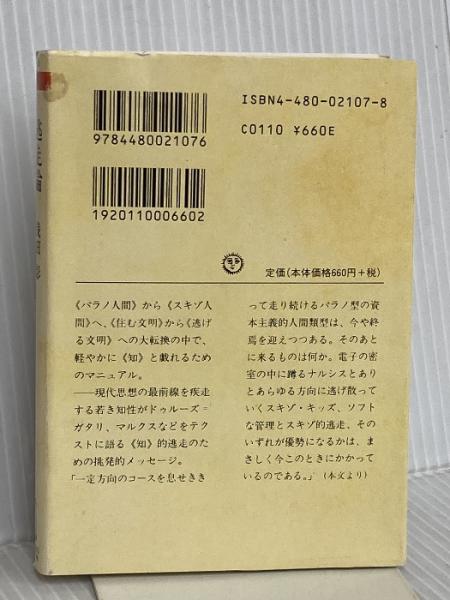 ISBN4-480-02107-8
9784480021076
C0110 ¥660E
1920110006602
定価(本体価格660円+税)
《パラノ人間》から《スキゾ人
間》へ、《住む文明》から《逃げ
る文明》への大転換の中で、
軽やかに《知》と戯れるため
のマニュアル。
──現代思想の最前線を疾走
する若き知性がドゥルーズ=
ガタリ、マルクスなどをテク
ストに語る《知》的逃走のた
めの挑発的メッセージ。
「一定方向のコースを息せきき
って走り続けるパラノ型の資
本主義的人間類型は、今や終
焉を迎えつつある。そのあと
に来るものは何か。電子の密
室の中に蹲るナルシスとあり
とあらゆる方向に逃げ散っ
ていくスキゾ・キッズ、ソフト
な管理とスキゾ的逃走、その
いずれが優勢になるかは、ま
さしく今このときにかかって
いるのである。」 (本文より)